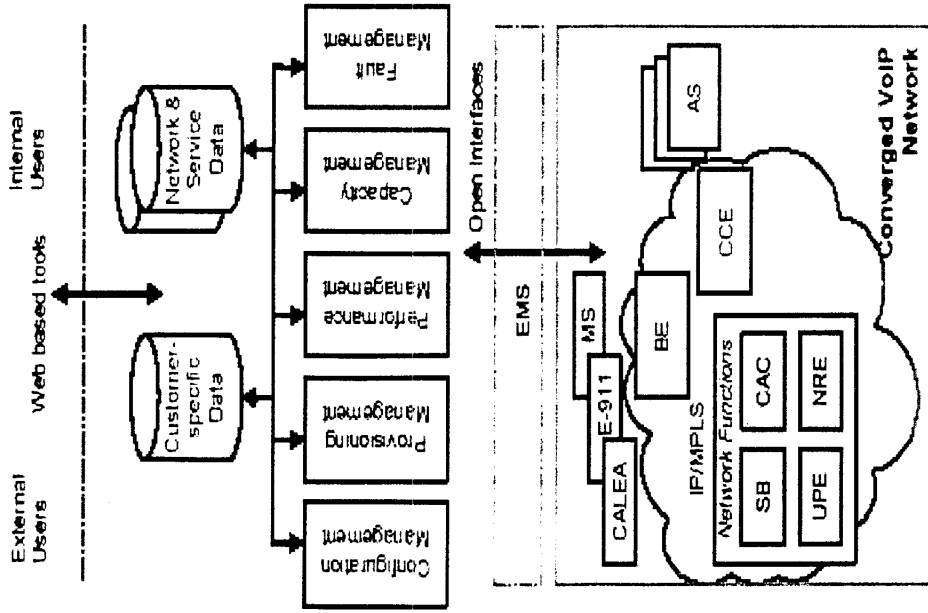 External
Users
Web based tools
Internal
Users
Customer-
specific
Data
Network &
Service
Data
Configuration
Management
Provisioning
Management
Performance
Management
Capacity
Management
Fault
Management
Open Interfaces
EMS
CALEA
E-911
MS
BE
CCE
AS
IP/MPLS
Network Functions
SB
CAC
UPE
NRE
Converged VoIP
Network